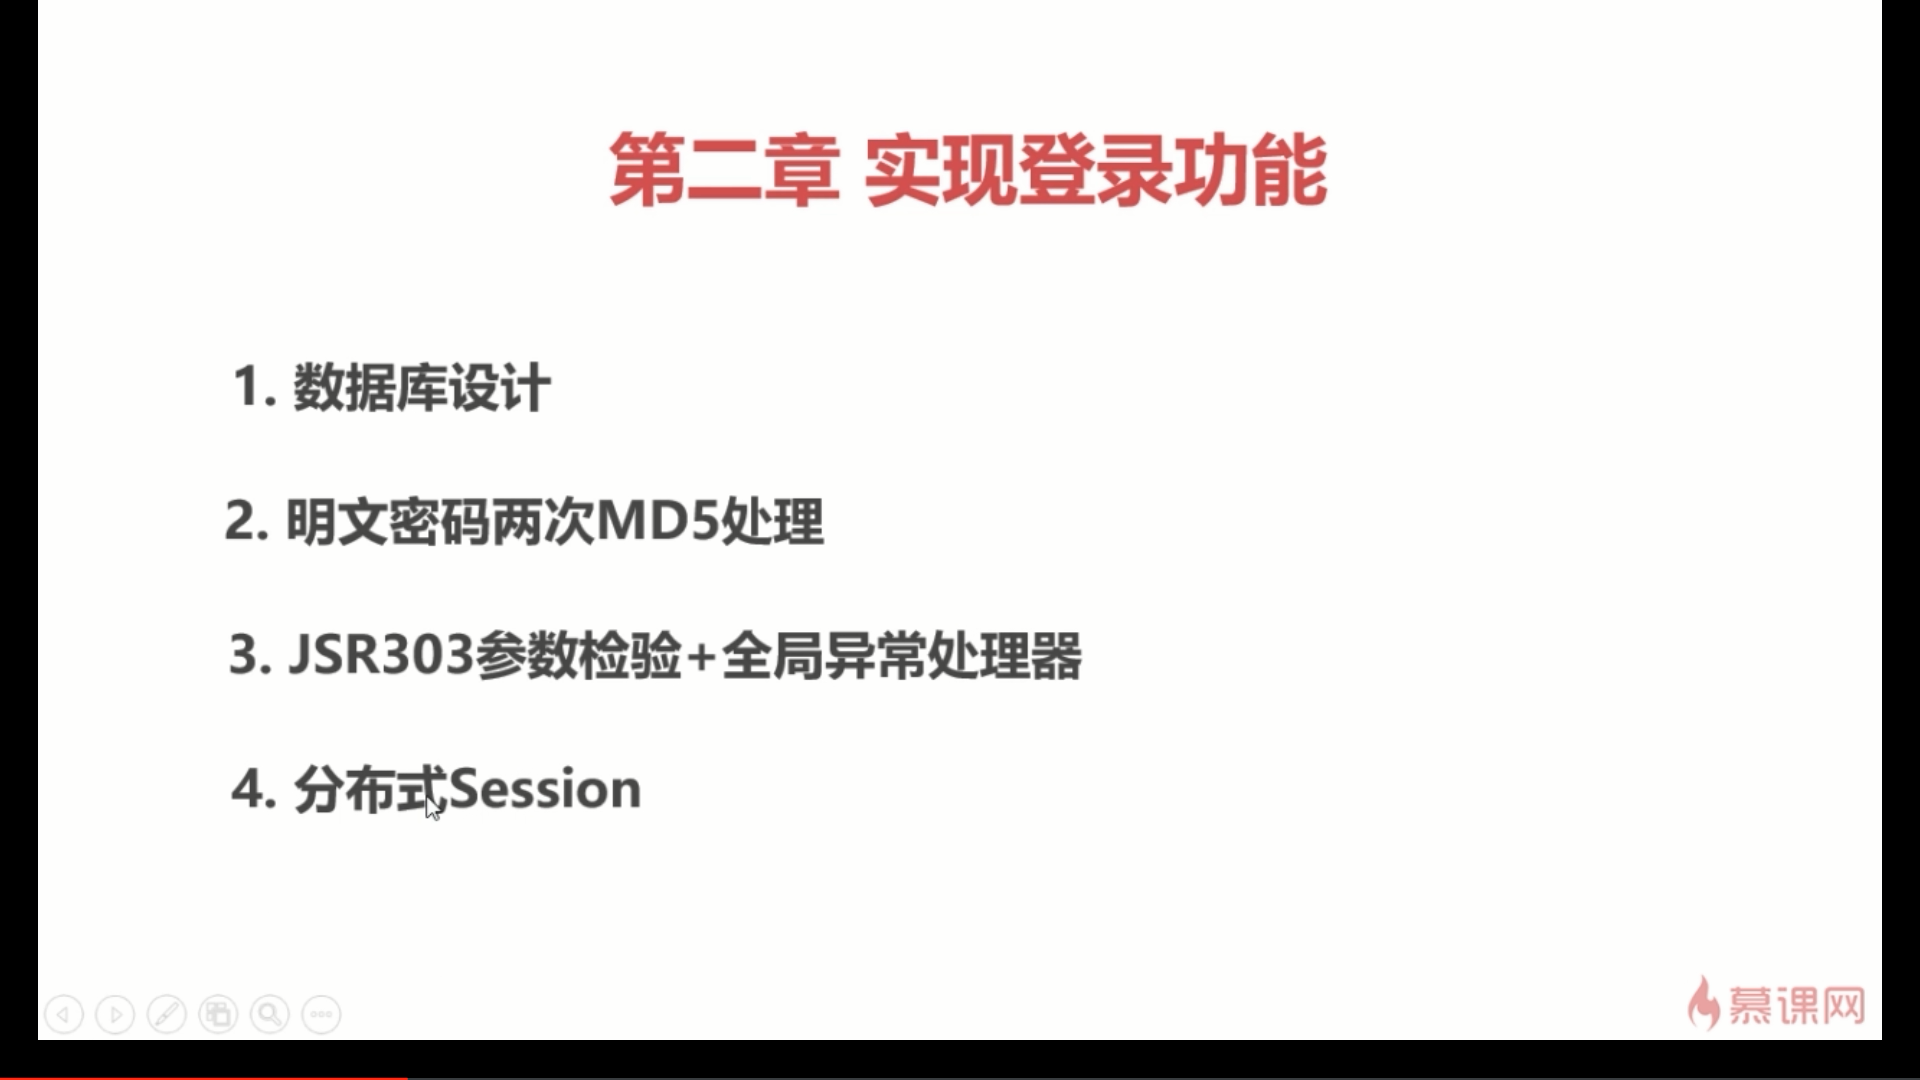 第二章 实现登录功能
1. 数据库设计
2. 明文密码两次MD5处理
3. JSR303参数检验+全局异常处理器
4. 分布式Session
慕课网